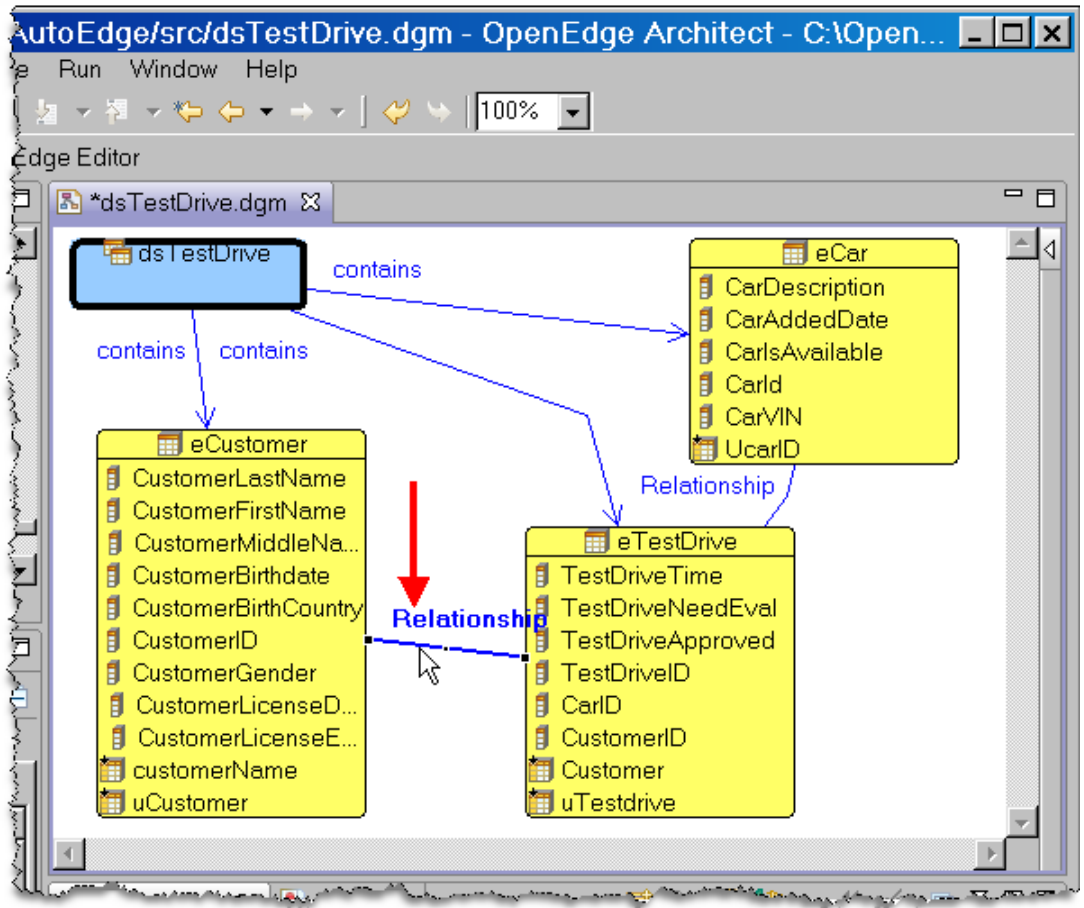 AutoEdge/src/dsTestDrive.dgm - OpenEdge Architect - C:\Open...
e Run Window Help
100%
Edge Editor
*dsTestDrive.dgm
dsTestDrive
contains
contains
contains
eCar
CarDescription
CarAddedDate
CarIsAvailable
CarId
CarVIN
UcarID
Relationship
eCustomer
CustomerLastName
CustomerFirstName
CustomerMiddleNa...
CustomerBirthdate
CustomerBirthCountry
CustomerID
CustomerGender
CustomerLicenseD...
CustomerLicenseE...
customerName
uCustomer
Relationship
eTestDrive
TestDriveTime
TestDriveNeedEval
TestDriveApproved
TestDriveID
CarID
CustomerID
Customer
uTestdrive